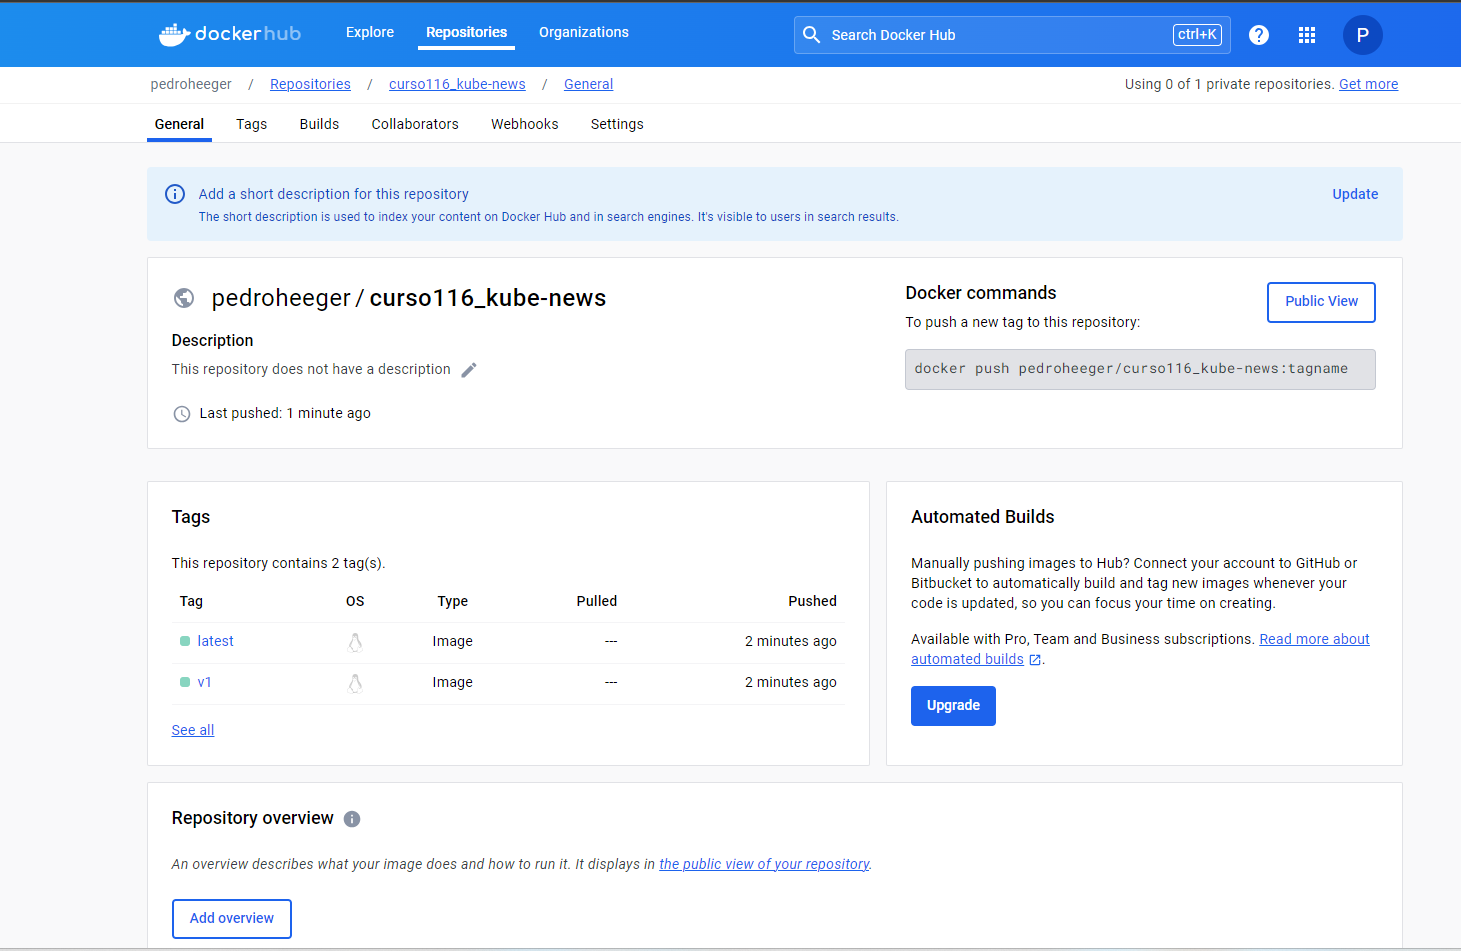 dockerhub
Explore
Repositories
Organizations
Search Docker Hub
ctrl+K
?
P
pedroheeger / Repositories / curso116_kube-news / General
Using 0 of 1 private repositories. Get more
General
Tags
Builds
Collaborators
Webhooks
Settings
Add a short description for this repository
Update
The short description is used to index your content on Docker Hub and in search engines. It's visible to users in search results.
pedroheeger / curso116_kube-news
Description
This repository does not have a description
Last pushed: 1 minute ago
Docker commands
Public View
To push a new tag to this repository:
docker push pedroheeger/curso116_kube-news:tagname
Tags
This repository contains 2 tag(s).
Tag OS Type Pulled Pushed
latest Image --- 2 minutes ago
v1 Image --- 2 minutes ago
See all
Automated Builds
Manually pushing images to Hub? Connect your account to GitHub or
Bitbucket to automatically build and tag new images whenever your
code is updated, so you can focus your time on creating.
Available with Pro, Team and Business subscriptions. Read more about
automated builds .
Upgrade
Repository overview
An overview describes what your image does and how to run it. It displays in the public view of your repository.
Add overview